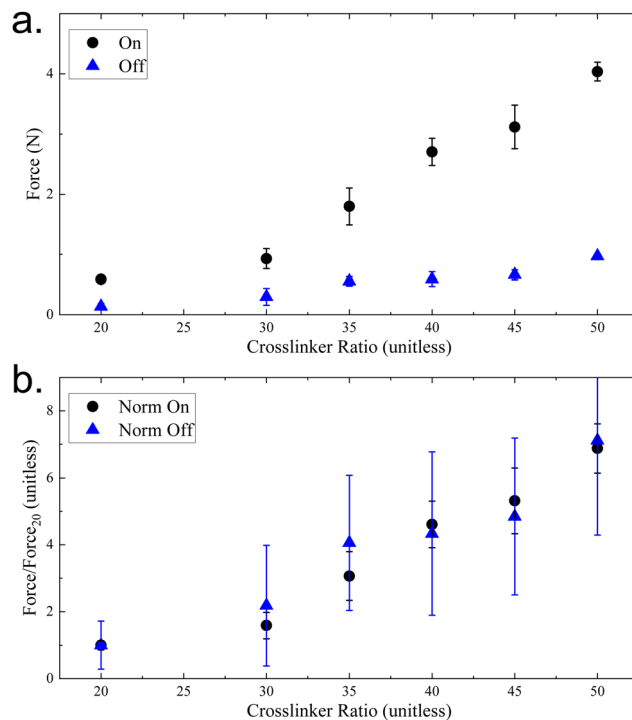 a.
On
Off
4
2
0
Force (N)
20 25 30 35 40 45 50
Crosslinker Ratio (unitless)
b.
Norm On
Norm Off
8
6
4
2
0
Force/Force₂₀ (unitless)
20 25 30 35 40 45 50
Crosslinker Ratio (unitless)